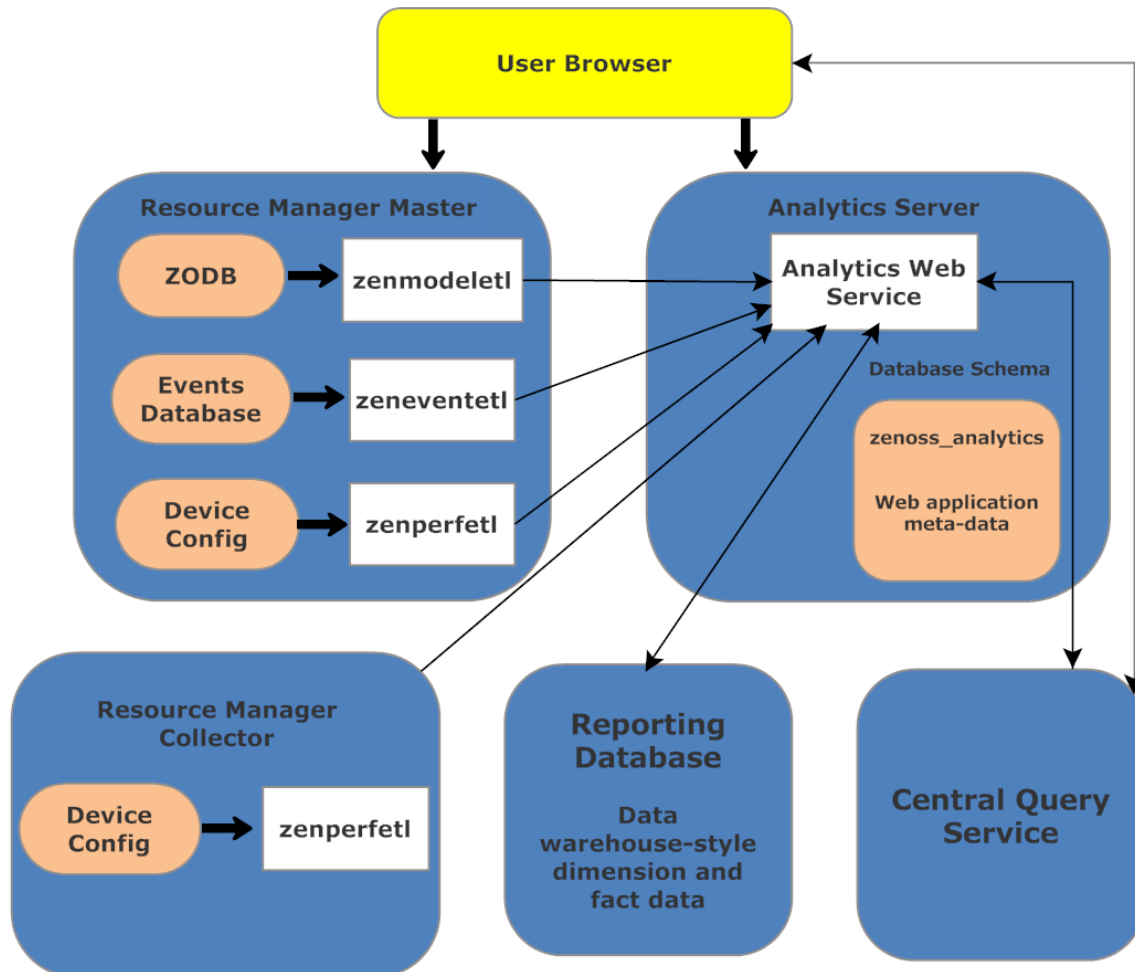 User Browser
Resource Manager Master
ZODB
zenmodeletl
Events
Database
zeneventetl
Device
Config
zenperfetl
Analytics Server
Analytics Web
Service
Database Schema
zenoss_analytics
Web application
meta-data
Resource Manager
Collector
Device
Config
zenperfetl
Reporting
Database
Data
warehouse-style
dimension and
fact data
Central Query
Service